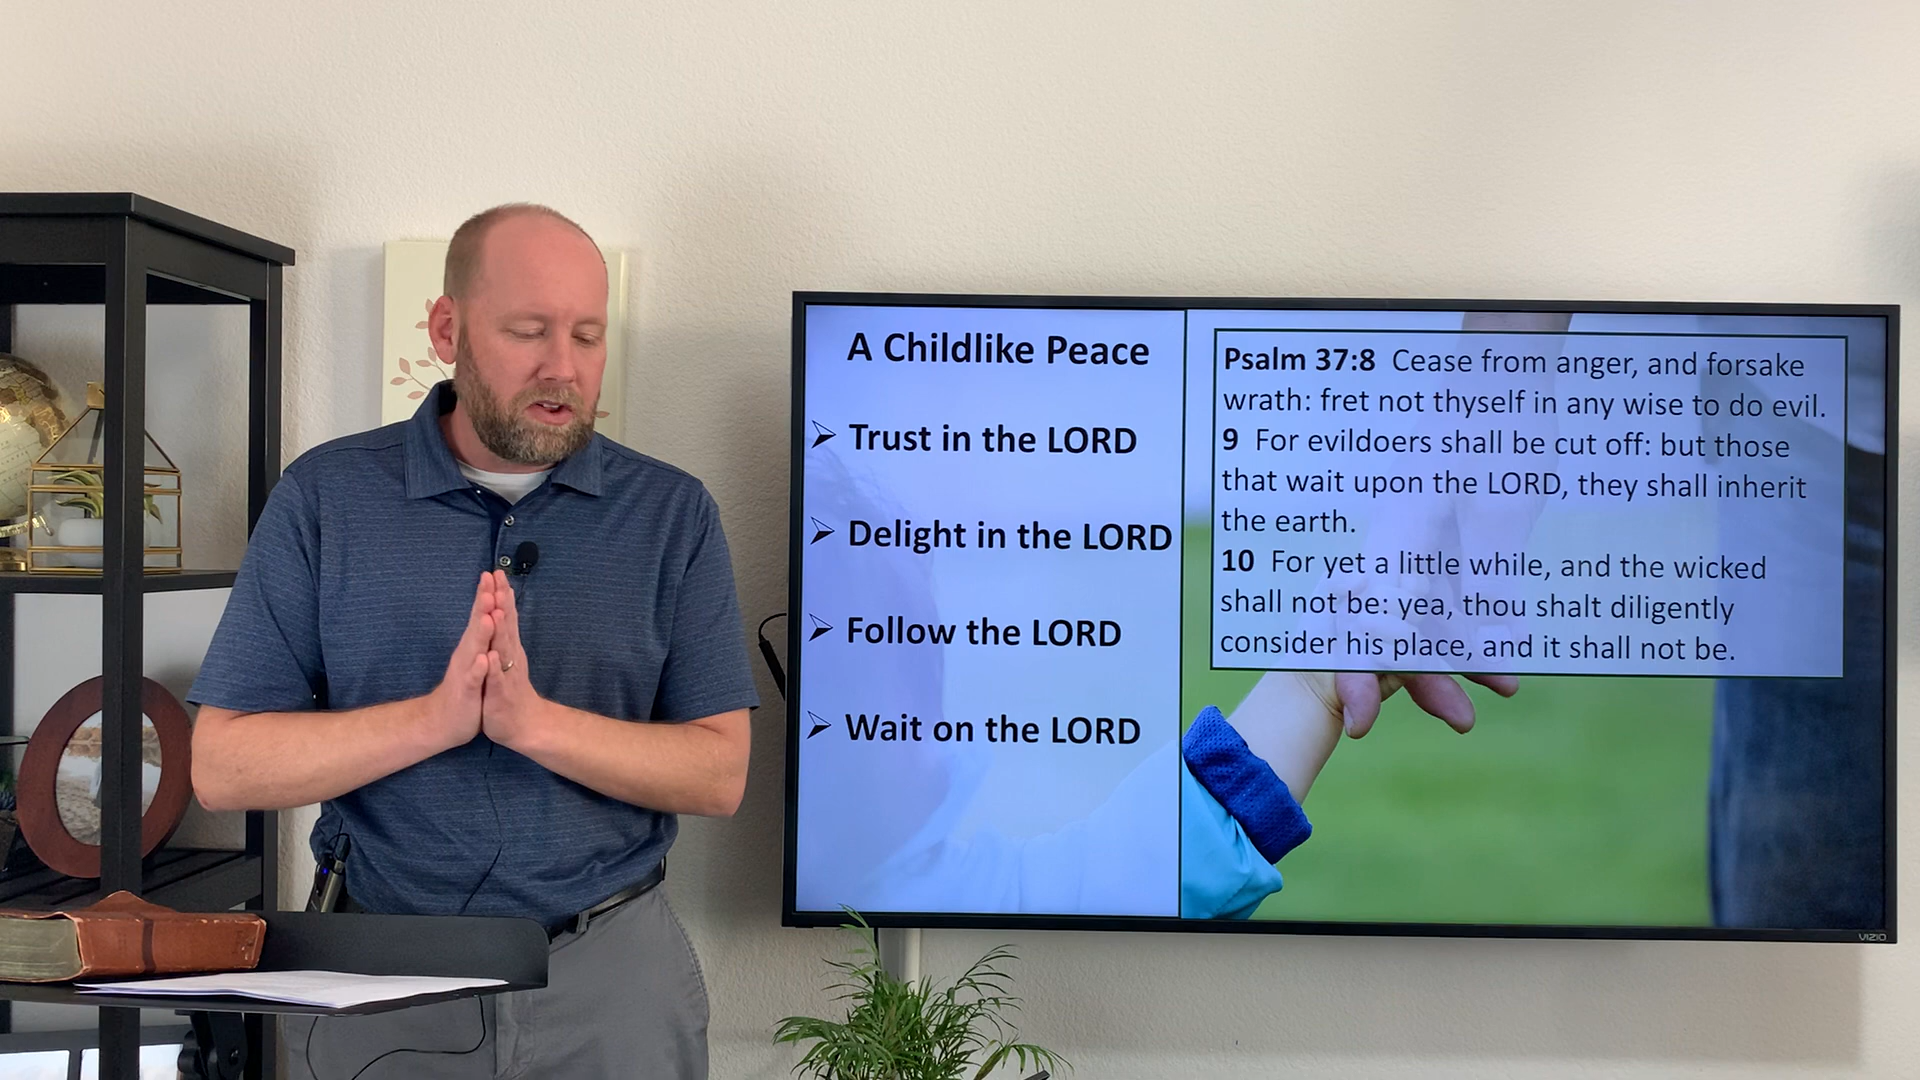 A Childlike Peace
Trust in the LORD
Delight in the LORD
Follow the LORD
Wait on the LORD
Psalm 37:8 Cease from anger, and forsake
wrath: fret not thyself in any wise to do evil.
9 For evildoers shall be cut off: but those
that wait upon the LORD, they shall inherit
the earth.
10 For yet a little while, and the wicked
shall not be: yea, thou shalt diligently
consider his place, and it shall not be.
VIZIO